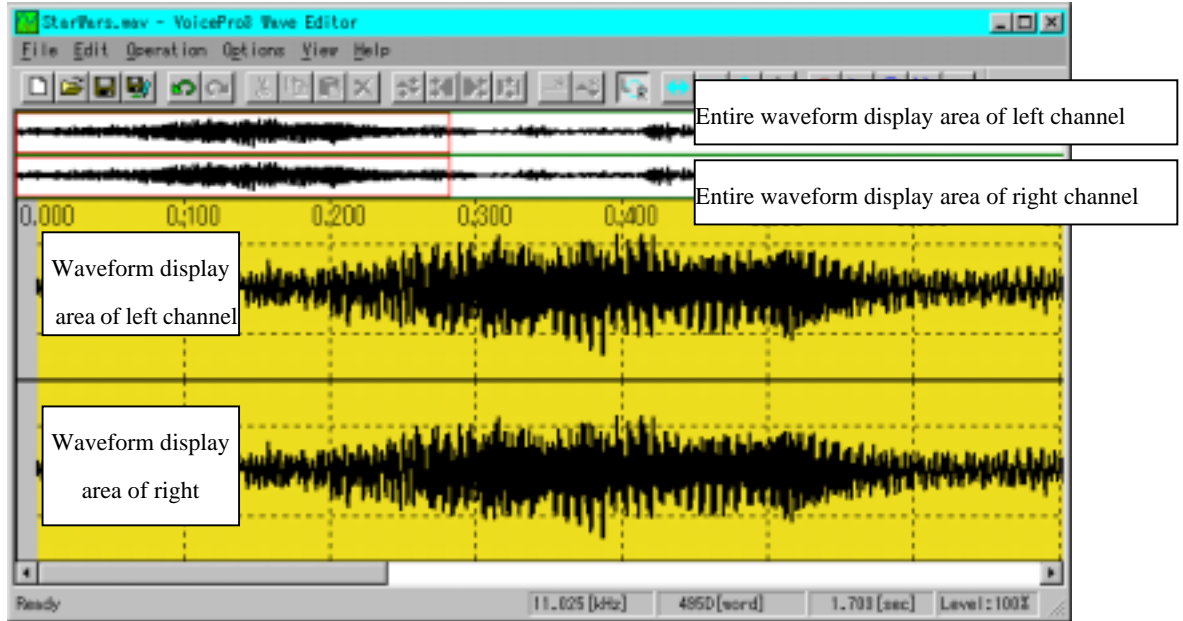 StarWars.wav - VoicePro8 Wave Editor
File Edit Operation Options View Help
Entire waveform display area of left channel
Entire waveform display area of right channel
0.000 0.100 0.200 0.300 0.400
Waveform display
area of left channel
Waveform display
area of right
Ready 11.025[kHz] 495D[word] 1.703[sec] Level:100%